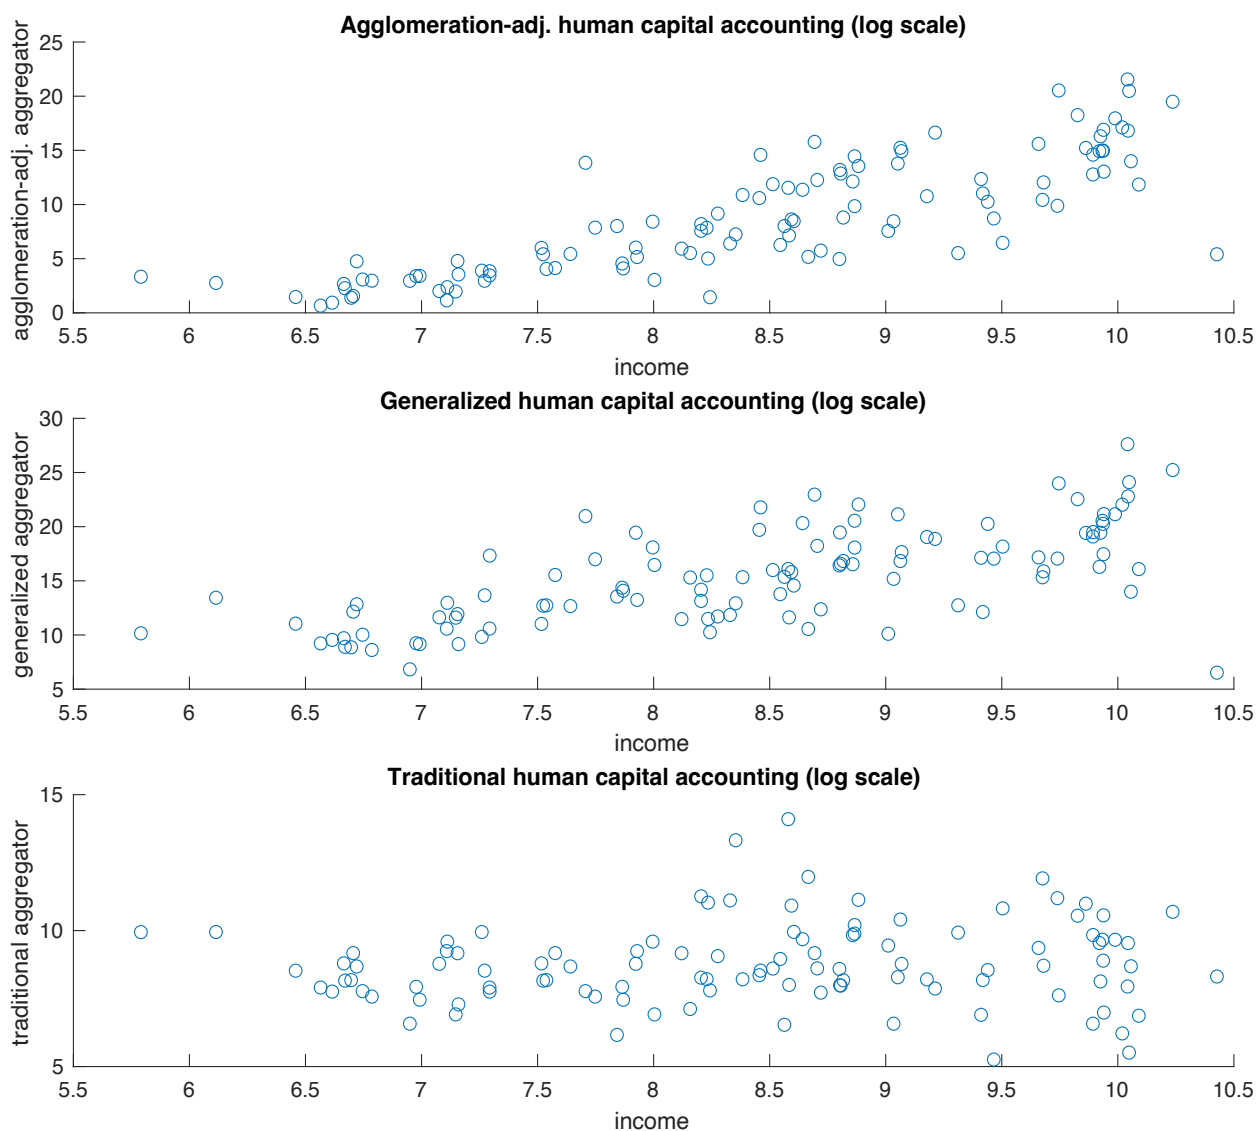 Agglomeration-adj. human capital accounting (log scale)
agglomeration-adj. aggregator
25
20
15
10
5
0
5.5 6 6.5 7 7.5 8 8.5 9 9.5 10 10.5
income
Generalized human capital accounting (log scale)
generalized aggregator
30
25
20
15
10
5
5.5 6 6.5 7 7.5 8 8.5 9 9.5 10 10.5
income
Traditional human capital accounting (log scale)
traditional aggregator
15
10
5
5.5 6 6.5 7 7.5 8 8.5 9 9.5 10 10.5
income